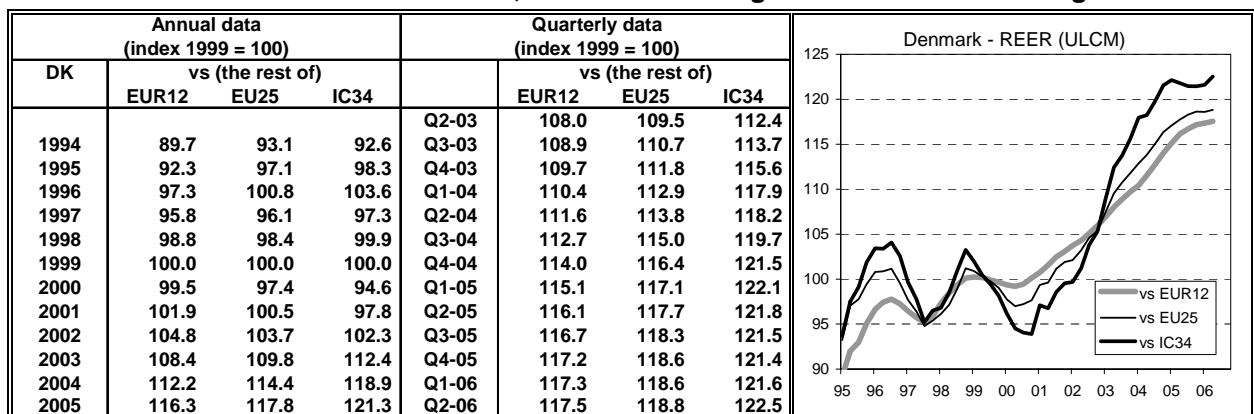 Annual data Quarterly data
(index 1999 = 100) (index 1999 = 100)
DK vs (the rest of) vs (the rest of)
EUR12 EU25 IC34 EUR12 EU25 IC34
Q2-03 108.0 109.5 112.4
1994 89.7 93.1 92.6 Q3-03 108.9 110.7 113.7
1995 92.3 97.1 98.3 Q4-03 109.7 111.8 115.6
1996 97.3 100.8 103.6 Q1-04 110.4 112.9 117.9
1997 95.8 96.1 97.3 Q2-04 111.6 113.8 118.2
1998 98.8 98.4 99.9 Q3-04 112.7 115.0 119.7
1999 100.0 100.0 100.0 Q4-04 114.0 116.4 121.5
2000 99.5 97.4 94.6 Q1-05 115.1 117.1 122.1
2001 101.9 100.5 97.8 Q2-05 116.1 117.7 121.8
2002 104.8 103.7 102.3 Q3-05 116.7 118.3 121.5
2003 108.4 109.8 112.4 Q4-05 117.2 118.6 121.4
2004 112.2 114.4 118.9 Q1-06 117.3 118.6 121.6
2005 116.3 117.8 121.3 Q2-06 117.5 118.8 122.5
Denmark - REER (ULCM)
125
120
115
110
105
100
95
90
95 96 97 98 99 00 01 02 03 04 05 06
vs EUR12
vs EU25
vs IC34